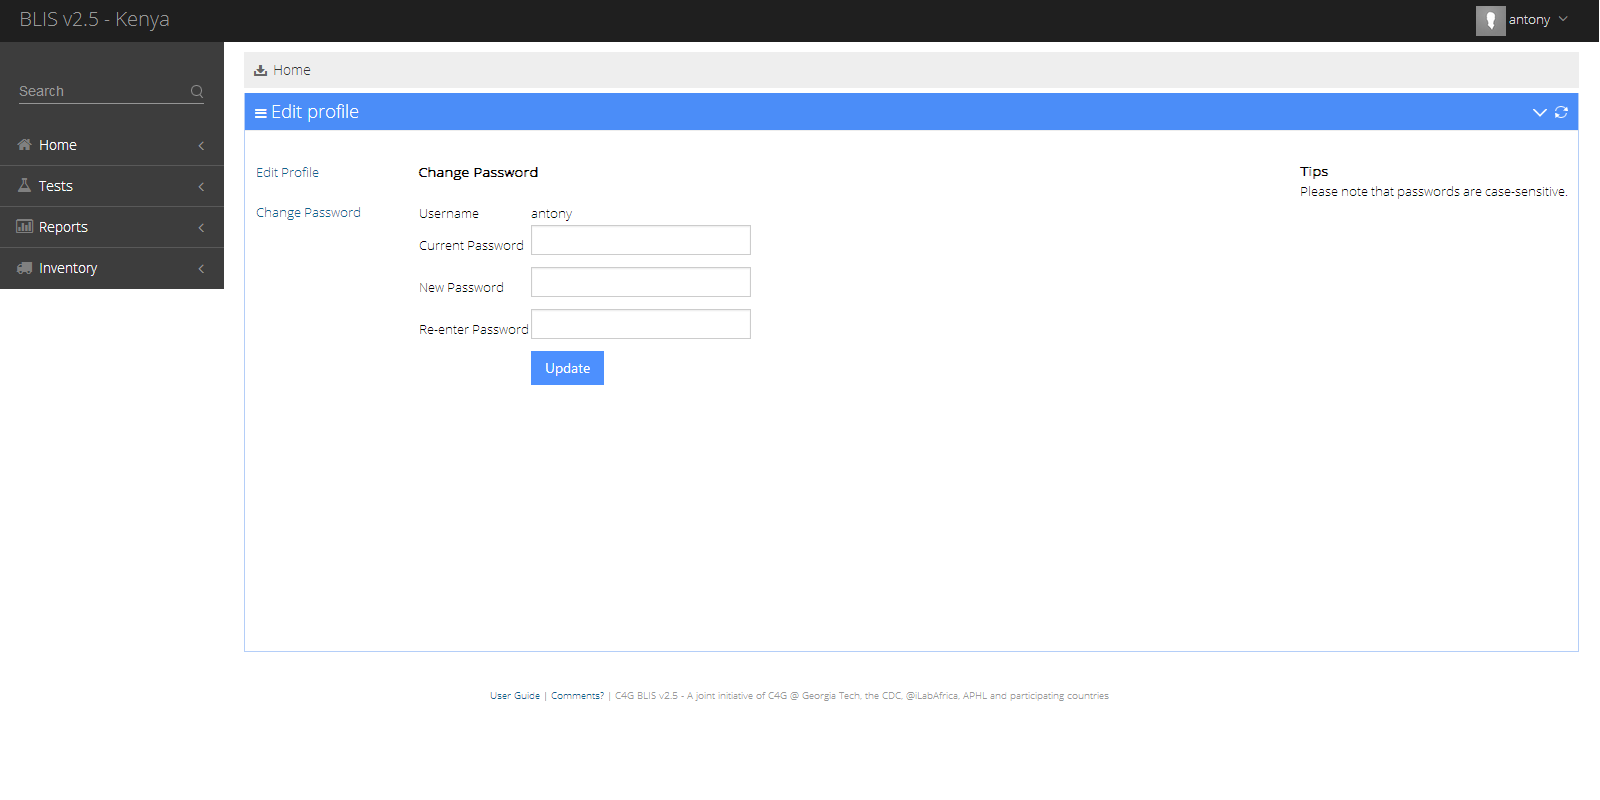 BLIS v2.5 - Kenya
antony
Search
Home
Tests
Reports
Inventory
Home
Edit profile
Edit Profile
Change Password
Change Password
Username antony
Current Password
New Password
Re-enter Password
Update
Tips
Please note that passwords are case-sensitive.
User Guide | Comments? | C4G BLIS v2.5 - A joint initiative of C4G @ Georgia Tech, the CDC, @iLabAfrica, APHL and participating countries